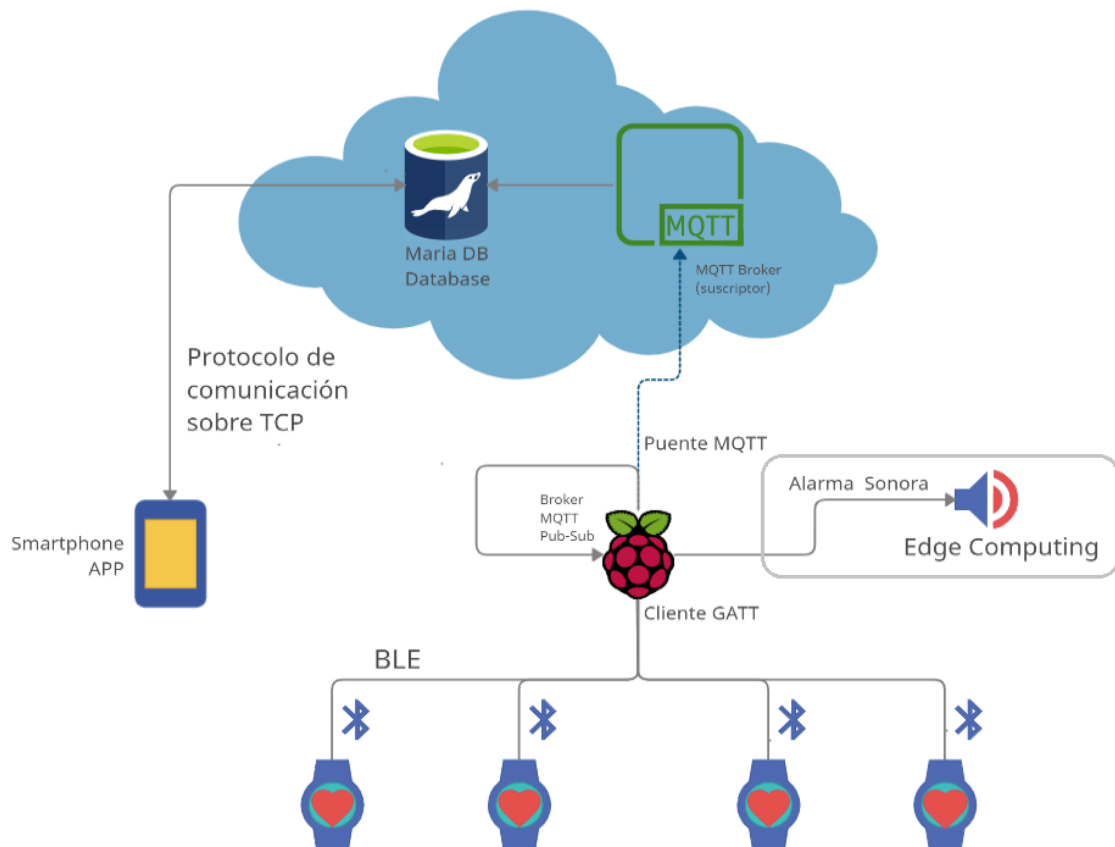 MQTT
Maria DB
Database
MQTT Broker
(suscriptor)
Protocolo de
comunicación
sobre TCP
Puente MQTT
Broker
MQTT
Pub-Sub
Alarma Sonora
Edge Computing
Smartphone
APP
Cliente GATT
BLE